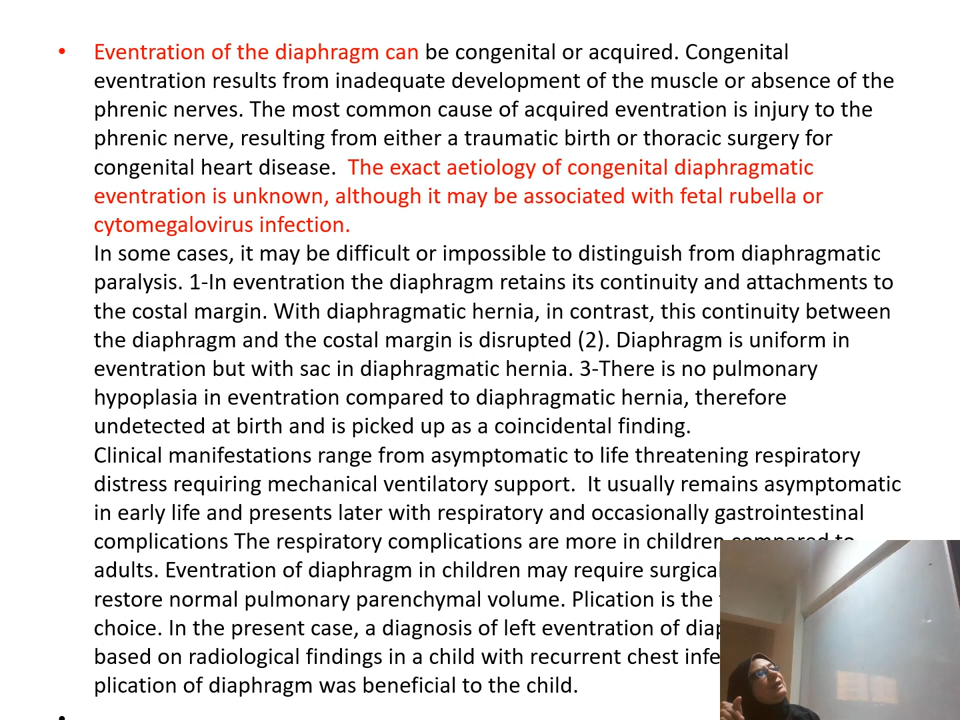 • Eventration of the diaphragm can be congenital or acquired. Congenital
eventration results from inadequate development of the muscle or absence of the
phrenic nerves. The most common cause of acquired eventration is injury to the
phrenic nerve, resulting from either a traumatic birth or thoracic surgery for
congenital heart disease.  The exact aetiology of congenital diaphragmatic
eventration is unknown, although it may be associated with fetal rubella or
cytomegalovirus infection.
In some cases, it may be difficult or impossible to distinguish from diaphragmatic
paralysis. 1-In eventration the diaphragm retains its continuity and attachments to
the costal margin. With diaphragmatic hernia, in contrast, this continuity between
the diaphragm and the costal margin is disrupted (2). Diaphragm is uniform in
eventration but with sac in diaphragmatic hernia. 3-There is no pulmonary
hypoplasia in eventration compared to diaphragmatic hernia, therefore
undetected at birth and is picked up as a coincidental finding.
Clinical manifestations range from asymptomatic to life threatening respiratory
distress requiring mechanical ventilatory support.  It usually remains asymptomatic
in early life and presents later with respiratory and occasionally gastrointestinal
complications The respiratory complications are more in children compared to
adults. Eventration of diaphragm in children may require surgical
restore normal pulmonary parenchymal volume. Plication is the
choice. In the present case, a diagnosis of left eventration of
based on radiological findings in a child with recurrent chest
plication of diaphragm was beneficial to the child.
•